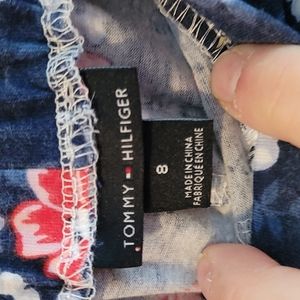 TOMMY HILFIGER
8
MADE IN CHINA
FABRIQUÉ EN CHINE